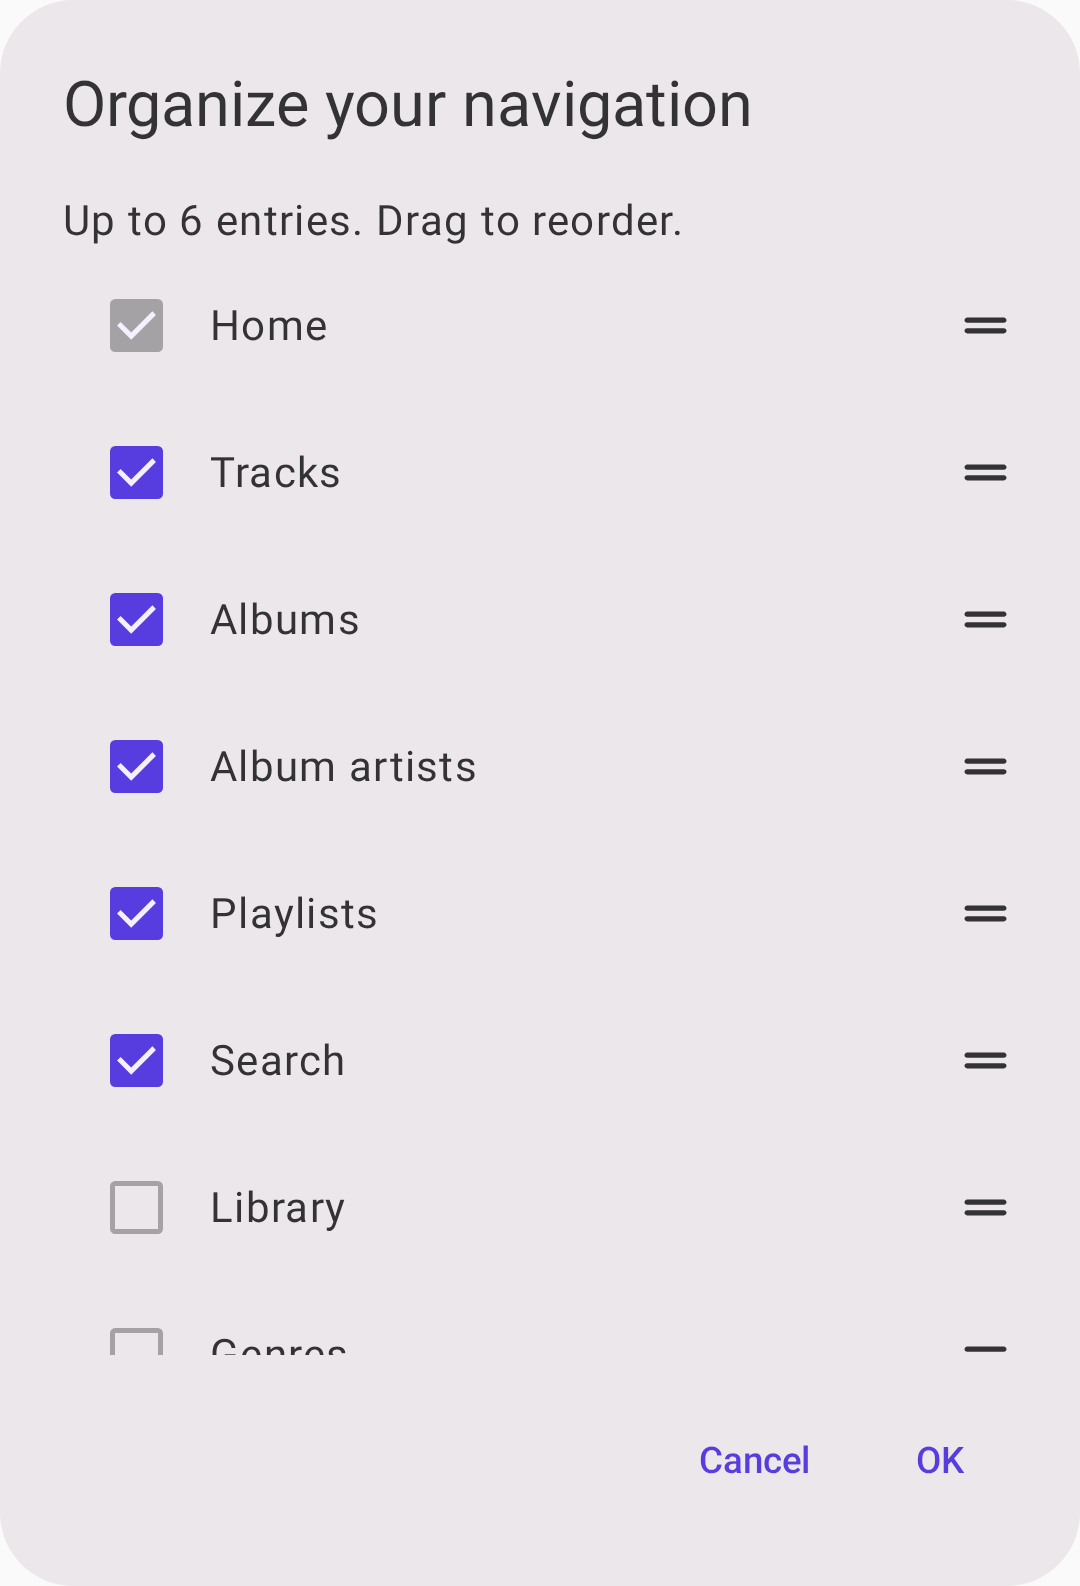 Organize your navigation
Up to 6 entries. Drag to reorder.
Home
Tracks
Albums
Album artists
Playlists
Search
Library
Genres
Cancel
OK